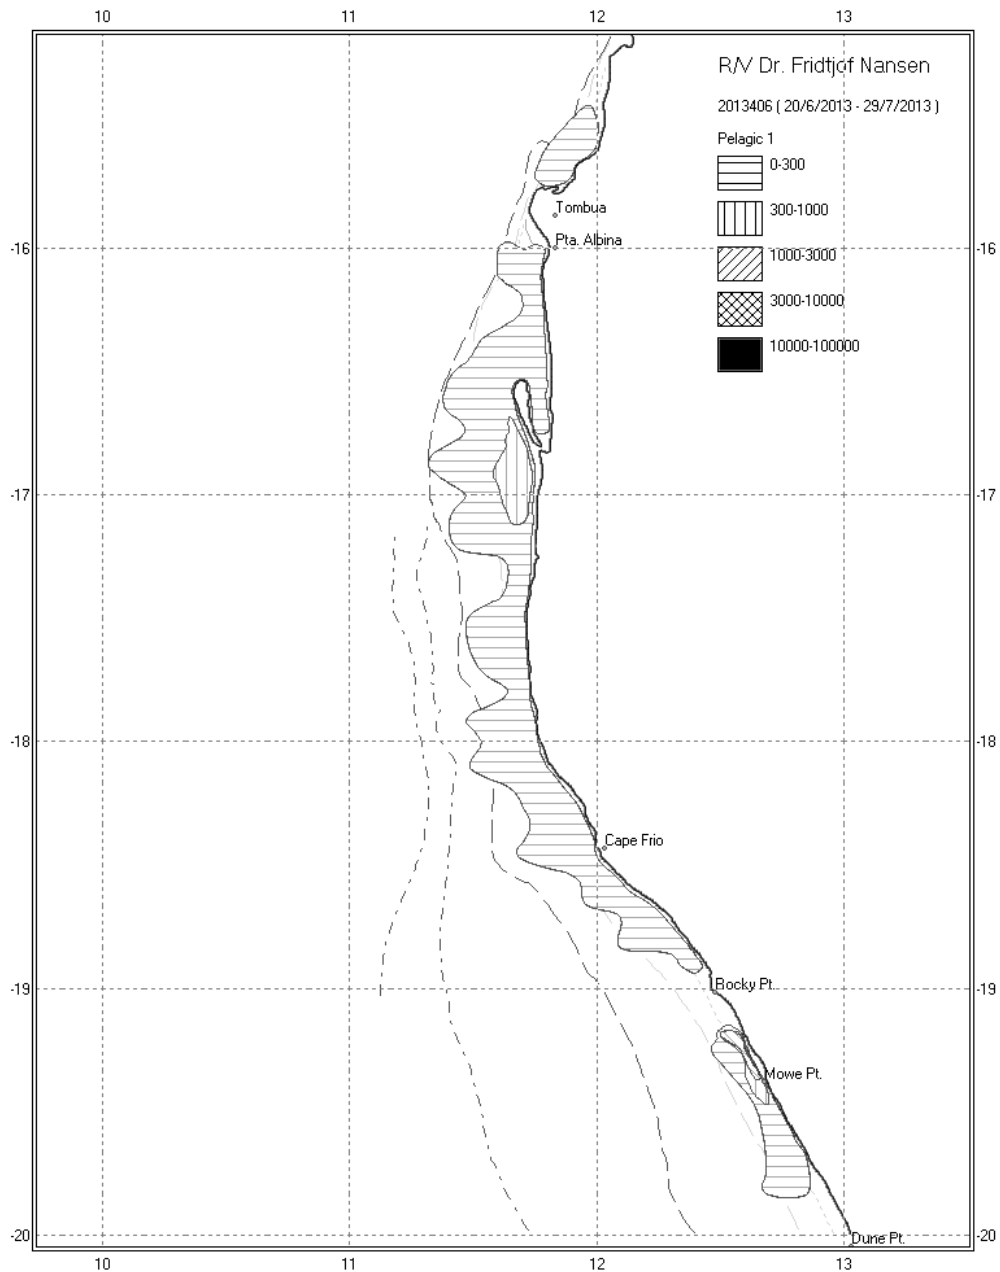 10 11 12 13
R/V Dr. Fridtjof Nansen
2013406 ( 20/6/2013 - 29/7/2013 )
Pelagic 1
0-300
300-1000
1000-3000
3000-10000
10000-100000
Tombua
Pta. Albina
-16 -16
-17 -17
-18 -18
Cape Frio
-19 -19
Rocky Pt.
Mowe Pt.
-20 -20
Dune Pt.
10 11 12 13